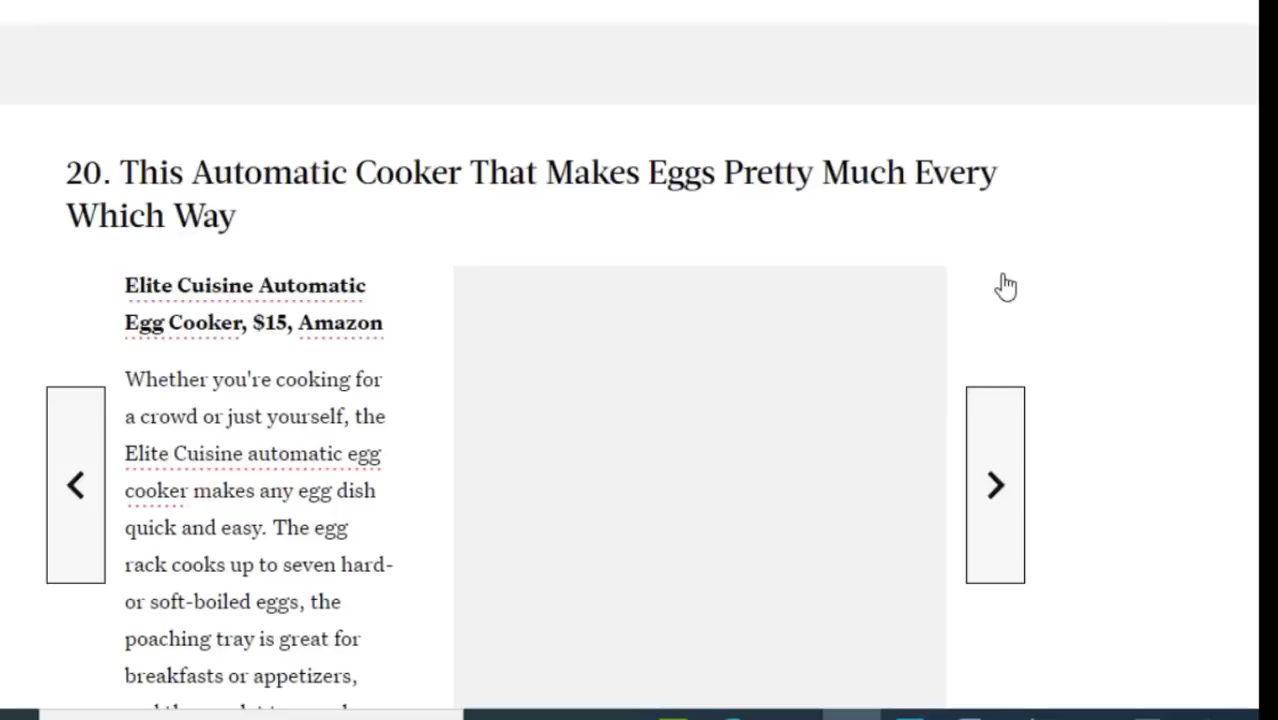 20. This Automatic Cooker That Makes Eggs Pretty Much Every
Which Way
Elite Cuisine Automatic
Egg Cooker, $15, Amazon
Whether you're cooking for
a crowd or just yourself, the
Elite Cuisine automatic egg
cooker makes any egg dish
quick and easy. The egg
rack cooks up to seven hard-
or soft-boiled eggs, the
poaching tray is great for
breakfasts or appetizers,